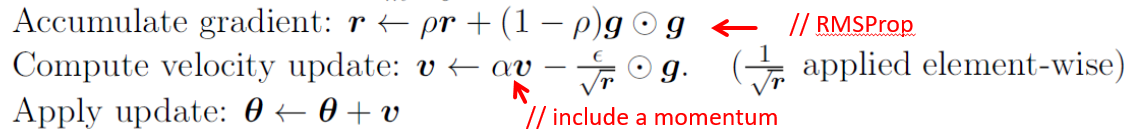 Accumulate gradient: r ← ρr + (1 − ρ)g ⊙ g // RMSProp
Compute velocity update: v ← αv − ϵ/√r ⊙ g. (1/√r applied element-wise)
Apply update: θ ← θ + v // include a momentum